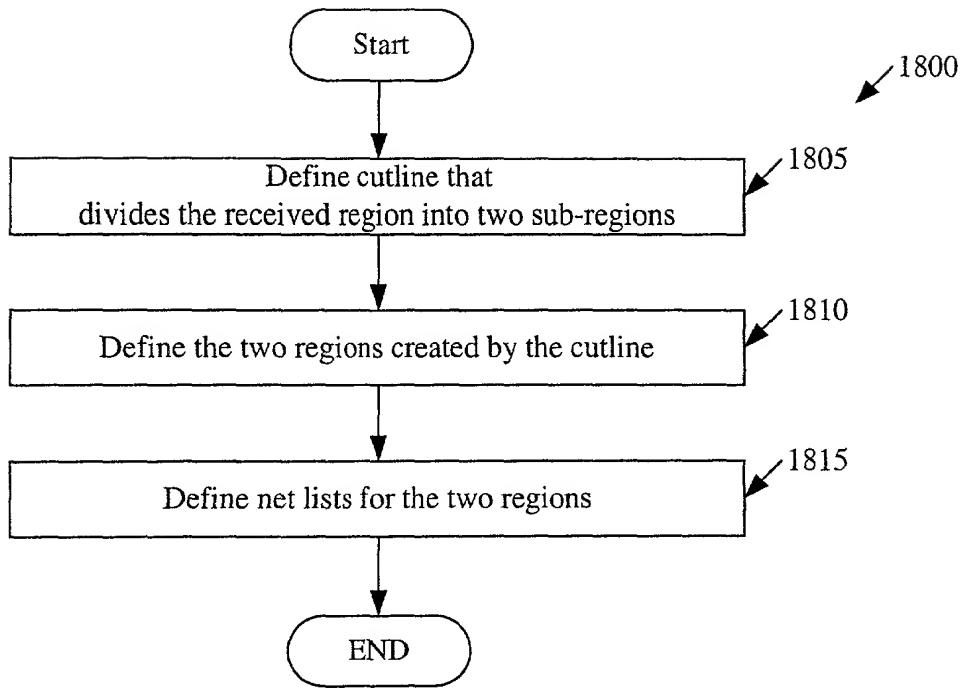 Start
1800
1805
Define cutline that
divides the received region into two sub-regions
1810
Define the two regions created by the cutline
1815
Define net lists for the two regions
END